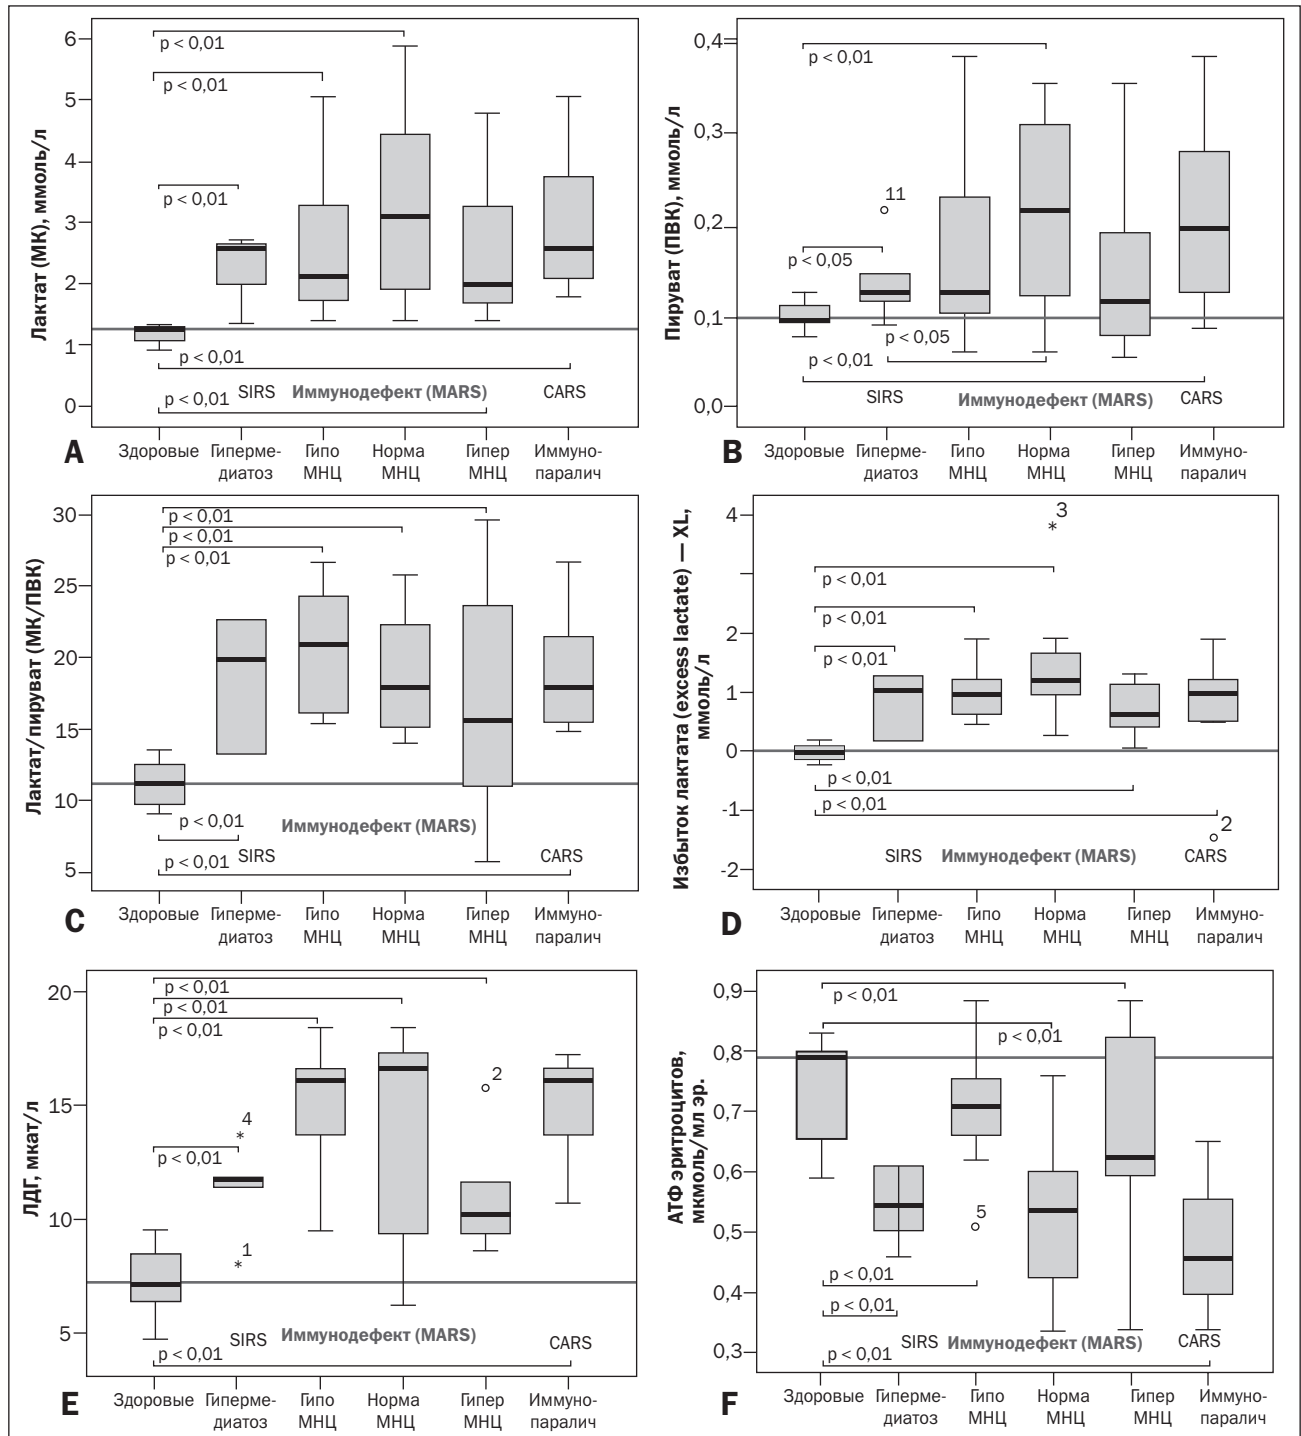 Лактат (МК), ммоль/л
6
5
4
3
2
1
0
p < 0,01
p < 0,01
p < 0,01
p < 0,01
p < 0,01
SIRS Иммунодефект (MARS) CARS
A
Здоровые Гиперме- Гипо Норма Гипер Иммуно-
диатоз МНЦ МНЦ МНЦ паралич
Пируват (ПВК), ммоль/л
0,4
0,3
0,2
0,1
0,0
p < 0,01
11
p < 0,05
p < 0,05
p < 0,01
SIRS Иммунодефект (MARS) CARS
B
Здоровые Гиперме- Гипо Норма Гипер Иммуно-
диатоз МНЦ МНЦ МНЦ паралич
Лактат/пируват (МК/ПВК)
30
25
20
15
10
5
p < 0,01
p < 0,01
p < 0,01
p < 0,01
Иммунодефект (MARS)
p < 0,01 SIRS CARS
C
Здоровые Гиперме- Гипо Норма Гипер Иммуно-
диатоз МНЦ МНЦ МНЦ паралич
Избыток лактата (excess lactate) — XL,
ммоль/л
4
2
1
0
-1
-2
* 3
p < 0,01
p < 0,01
p < 0,01
p < 0,01
p < 0,01
2
SIRS Иммунодефект (MARS) CARS
D
Здоровые Гиперме- Гипо Норма Гипер Иммуно-
диатоз МНЦ МНЦ МНЦ паралич
ЛДГ, мкат/л
20
15
10
5
p < 0,01
p < 0,01
p < 0,01
2
* 4
p < 0,01
* 1
SIRS Иммунодефект (MARS) CARS
p < 0,01
E
Здоровые Гиперме- Гипо Норма Гипер Иммуно-
диатоз МНЦ МНЦ МНЦ паралич
АТФ эритроцитов,
мкмоль/мл эр.
0,9
0,8
0,7
0,6
0,5
0,4
0,3
p < 0,01
p < 0,01
5
p < 0,01
p < 0,01
SIRS Иммунодефект (MARS) CARS
p < 0,01
F
Здоровые Гиперме- Гипо Норма Гипер Иммуно-
диатоз МНЦ МНЦ МНЦ паралич